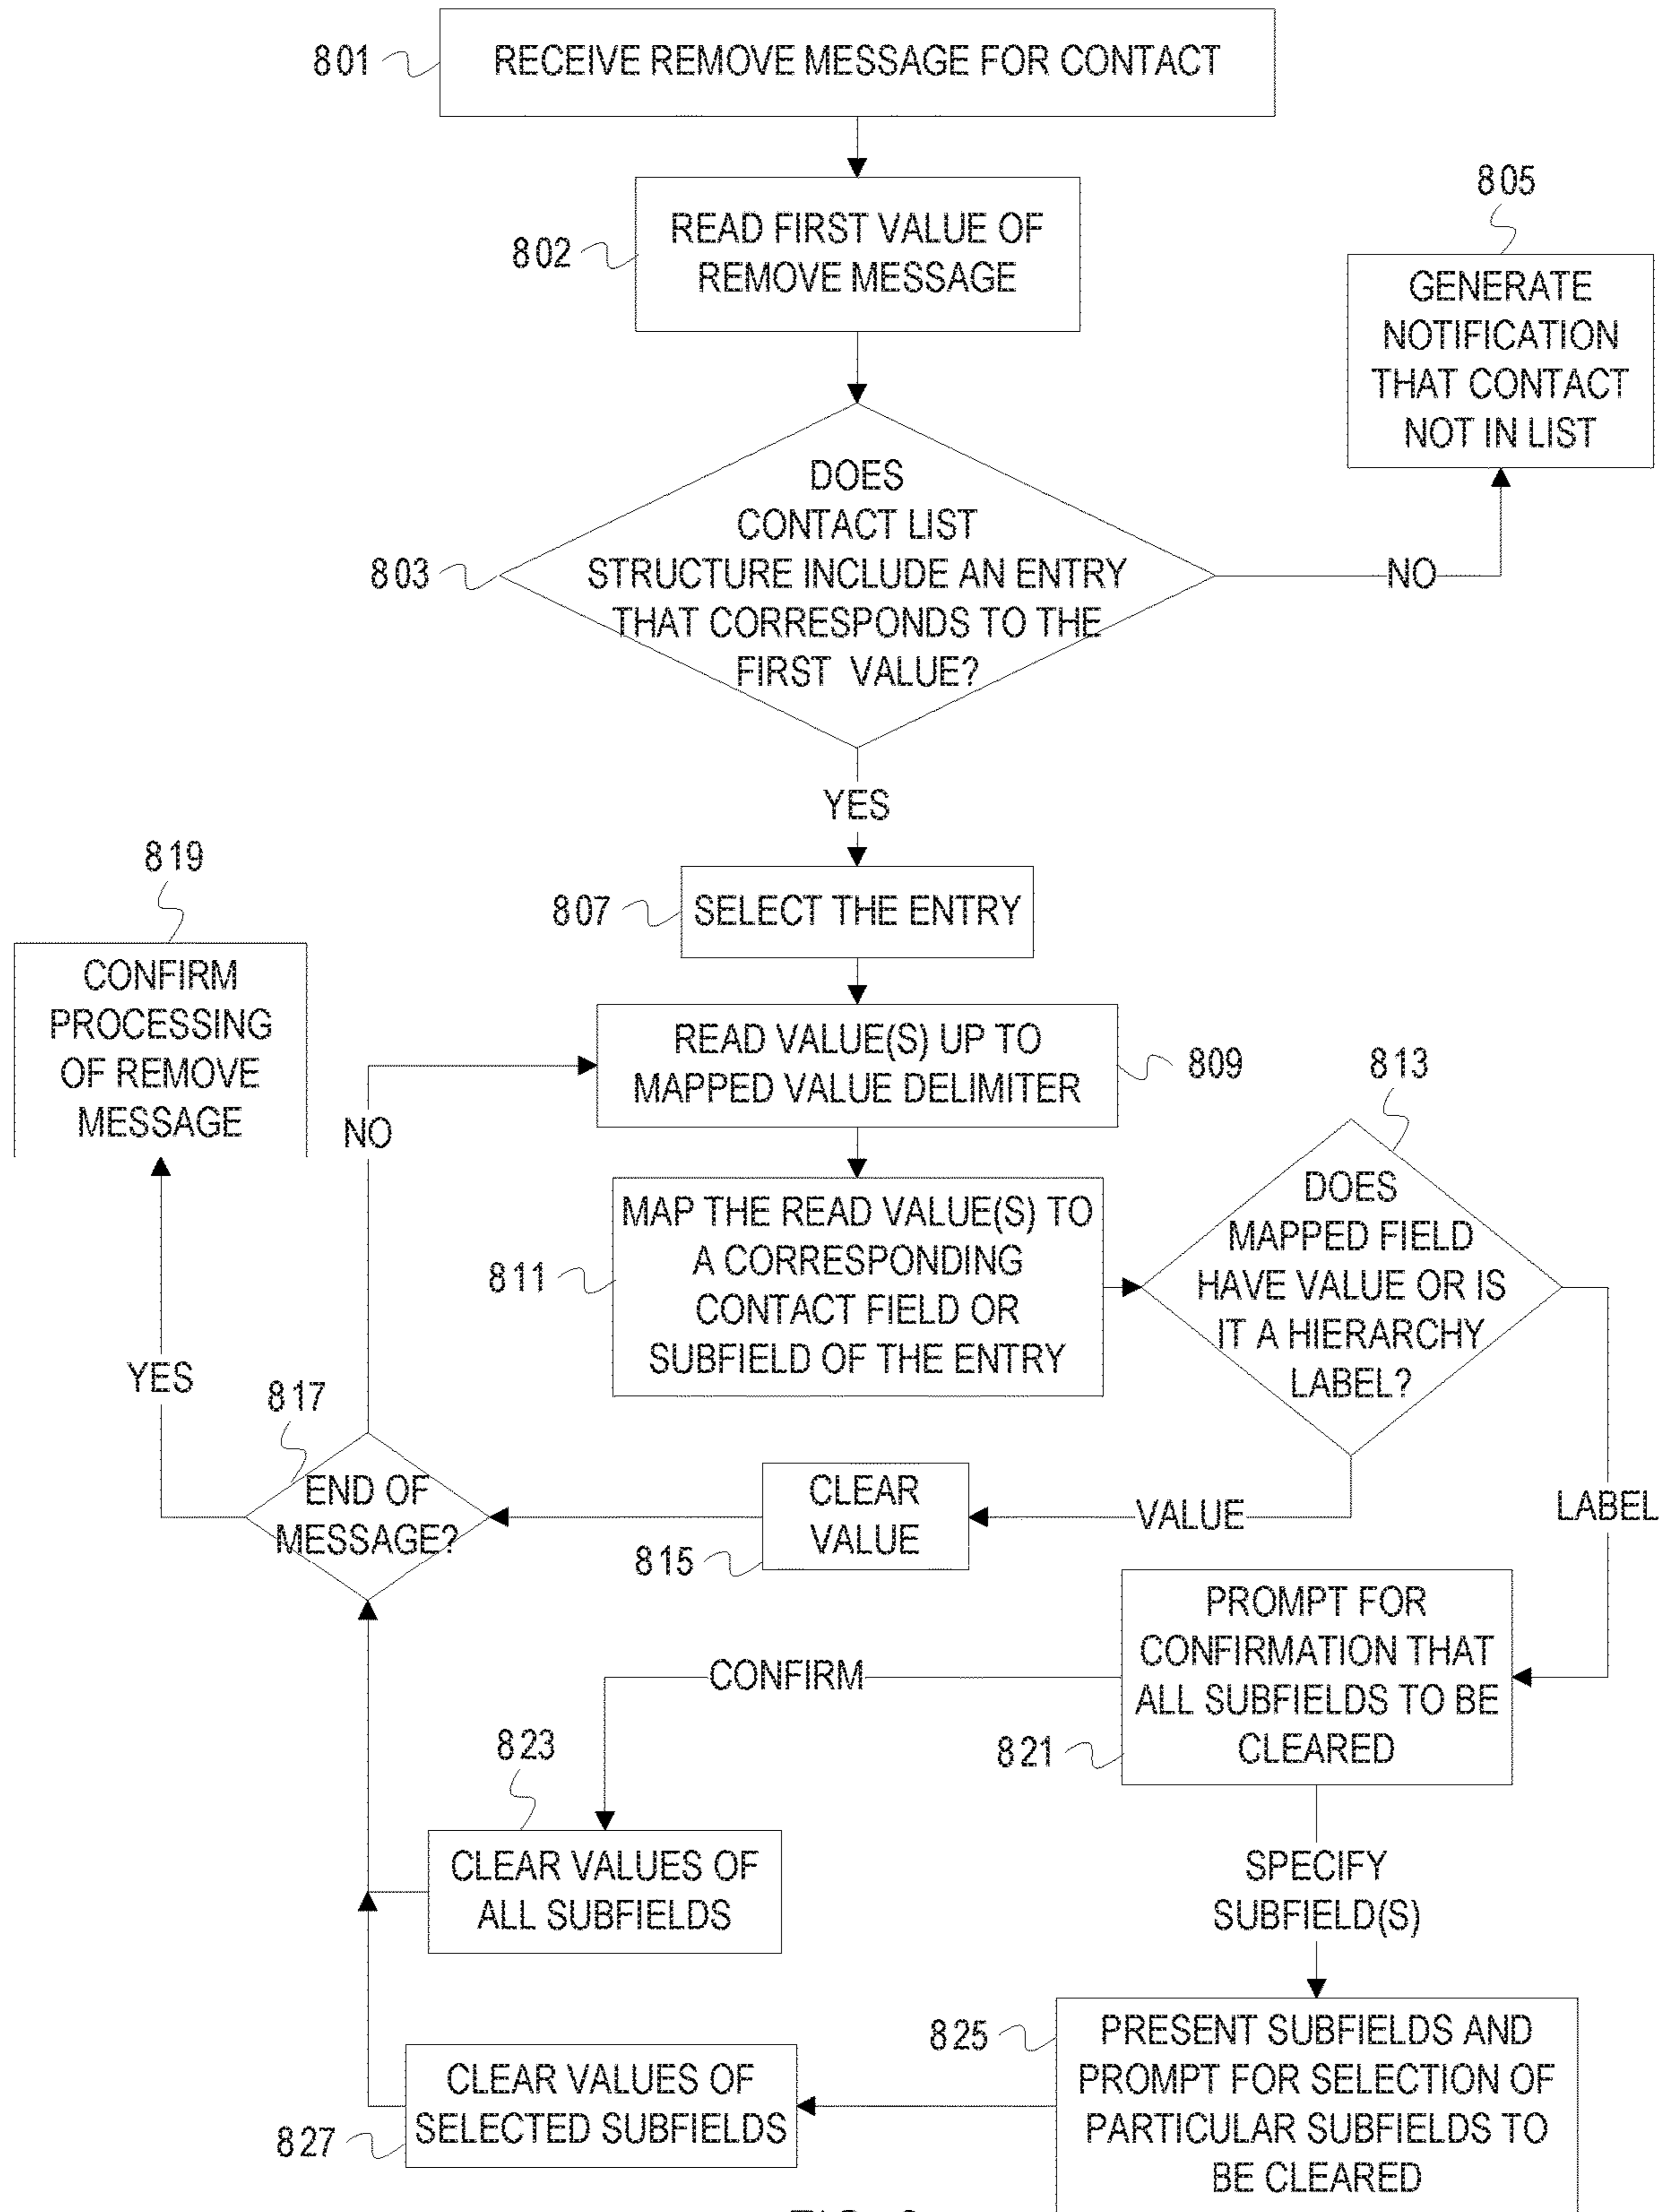 801
RECEIVE REMOVE MESSAGE FOR CONTACT
802
READ FIRST VALUE OF
REMOVE MESSAGE
805
GENERATE
NOTIFICATION
THAT CONTACT
NOT IN LIST
803
DOES
CONTACT LIST
STRUCTURE INCLUDE AN ENTRY
THAT CORRESPONDS TO THE
FIRST VALUE?
NO
YES
807
SELECT THE ENTRY
819
CONFIRM
PROCESSING
OF REMOVE
MESSAGE
READ VALUE(S) UP TO
MAPPED VALUE DELIMITER
809
NO
811
MAP THE READ VALUE(S) TO
A CORRESPONDING
CONTACT FIELD OR
SUBFIELD OF THE ENTRY
813
DOES
MAPPED FIELD
HAVE VALUE OR IS
IT A HIERARCHY
LABEL?
YES
817
END OF
MESSAGE?
CLEAR
VALUE
815
VALUE
LABEL
PROMPT FOR
CONFIRMATION THAT
ALL SUBFIELDS TO BE
CLEARED
821
CONFIRM
823
CLEAR VALUES OF
ALL SUBFIELDS
SPECIFY
SUBFIELD(S)
825
PRESENT SUBFIELDS AND
PROMPT FOR SELECTION OF
PARTICULAR SUBFIELDS TO
BE CLEARED
CLEAR VALUES OF
SELECTED SUBFIELDS
827